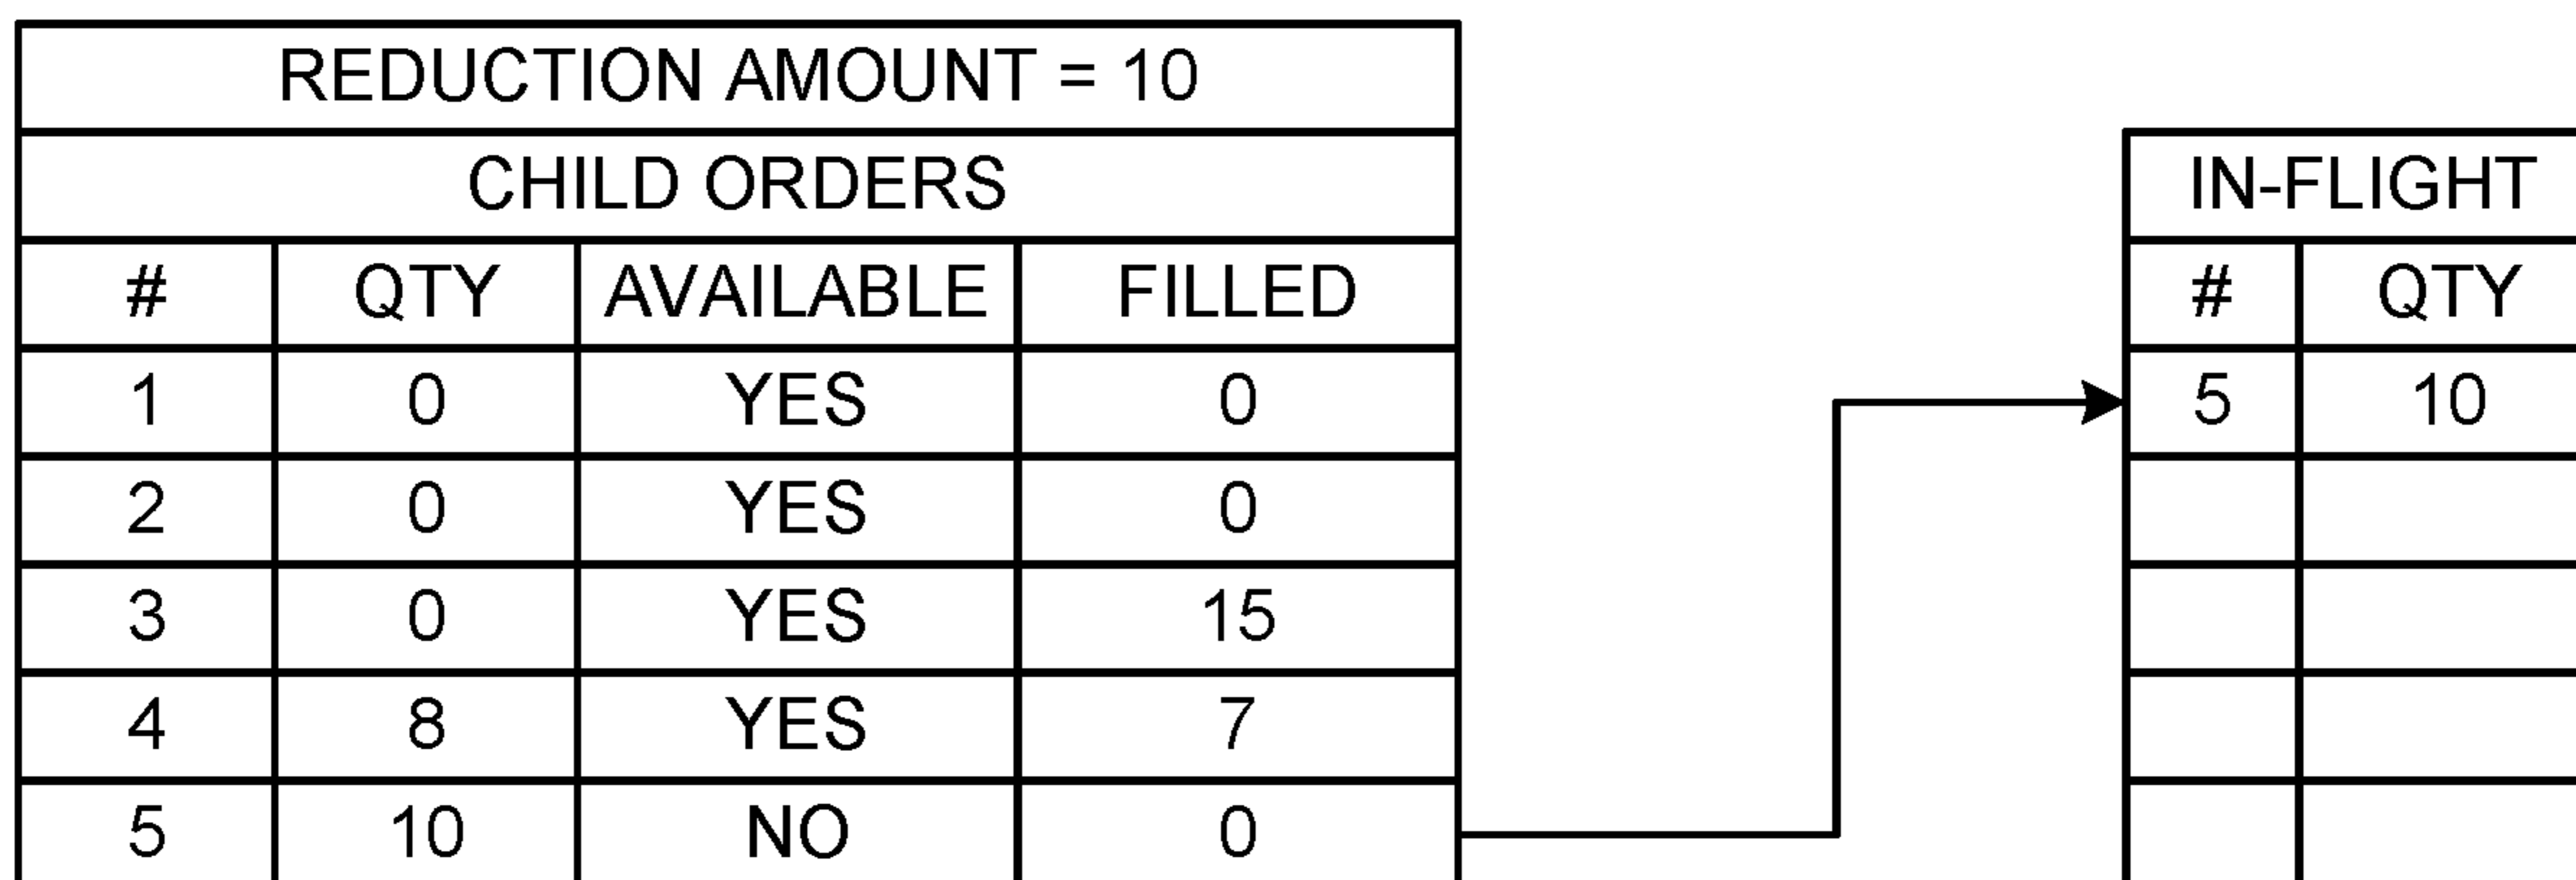 REDUCTION AMOUNT = 10
CHILD ORDERS
# QTY AVAILABLE FILLED
1 0 YES 0
2 0 YES 0
3 0 YES 15
4 8 YES 7
5 10 NO 0
IN-FLIGHT
# QTY
5 10